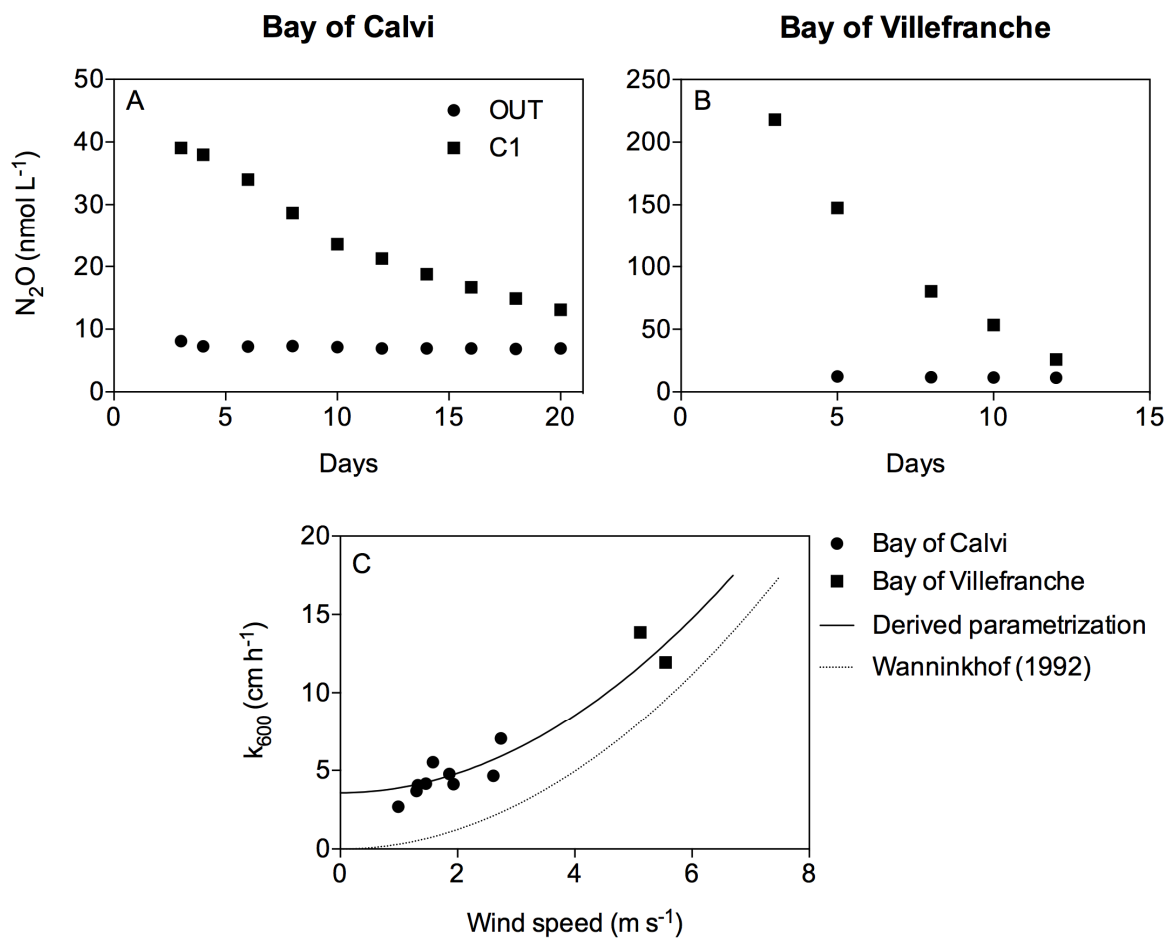 Bay of Calvi
Bay of Villefranche
A
OUT
C1
50
40
30
20
10
0
N₂O (nmol L⁻¹)
0 5 10 15 20
Days
B
250
200
150
100
50
0
0 5 10 15
Days
C
20
15
10
5
0
k₆₀₀ (cm h⁻¹)
0 2 4 6 8
Wind speed (m s⁻¹)
Bay of Calvi
Bay of Villefranche
Derived parametrization
Wanninkhof (1992)